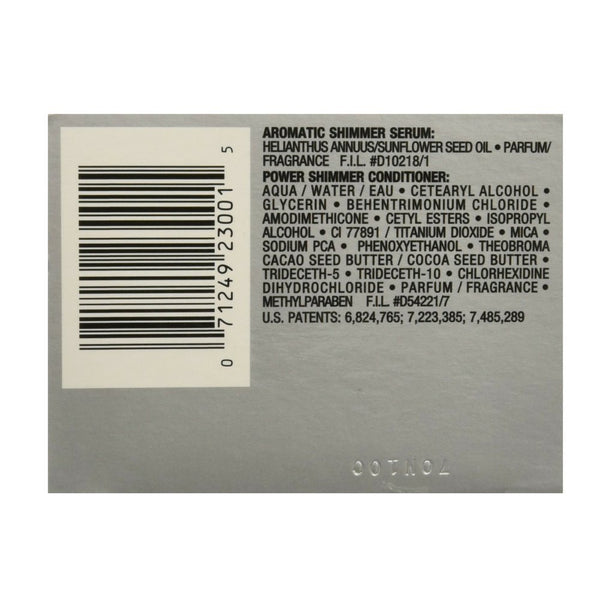 AROMATIC SHIMMER SERUM:
HELIANTHUS ANNUUS/SUNFLOWER SEED OIL • PARFUM/
FRAGRANCE F.I.L. #D10218/1
POWER SHIMMER CONDITIONER:
AQUA / WATER / EAU • CETEARYL ALCOHOL •
GLYCERIN • BEHENTRIMONIUM CHLORIDE •
AMODIMETHICONE • CETYL ESTERS • ISOPROPYL
ALCOHOL • CI 77891 / TITANIUM DIOXIDE • MICA •
SODIUM PCA • PHENOXYETHANOL • THEOBROMA
CACAO SEED BUTTER / COCOA SEED BUTTER •
TRIDECETH-5 • TRIDECETH-10 • CHLORHEXIDINE
DIHYDROCHLORIDE • PARFUM / FRAGRANCE •
METHYLPARABEN F.I.L. #D54221/7
U.S. PATENTS: 6,824,765; 7,223,385; 7,485,289
0 71249 23001 5